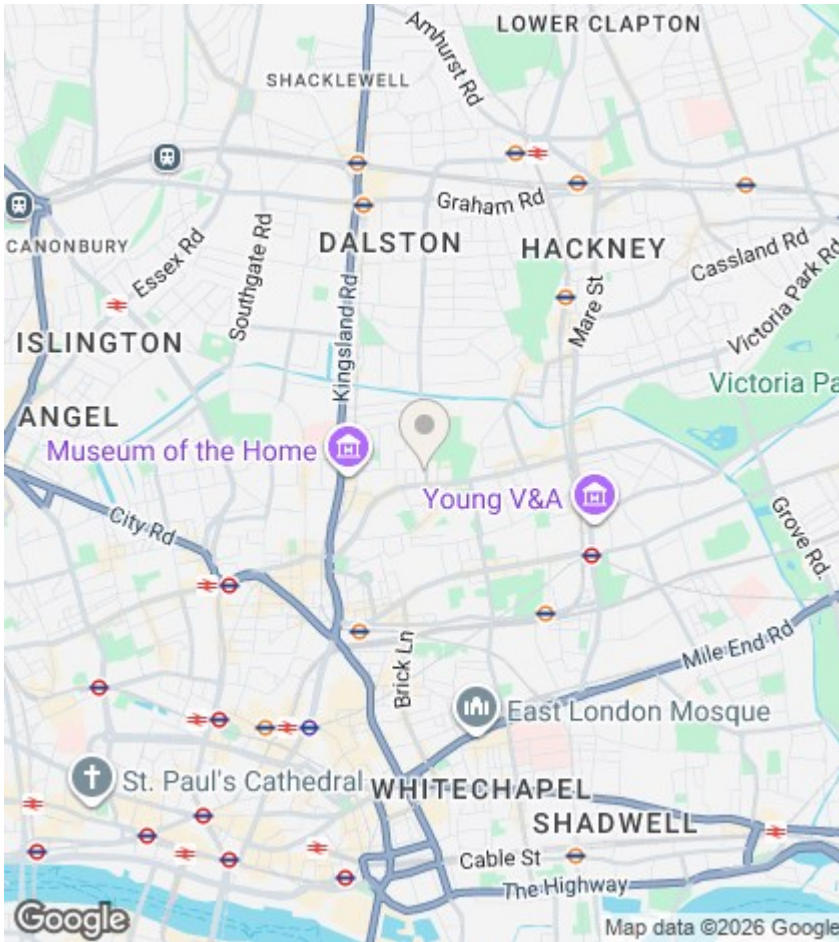 LOWER CLAPTON
Amhurst Rd
SHACKLEWELL
Graham Rd
CANONBURY
Essex Rd
Southgate Rd
DALSTON
HACKNEY
Cassland Rd
Kingsland Rd
Mare St
Victoria Park Rd
ISLINGTON
Victoria Pa
ANGEL
Museum of the Home
Young V&A
City Rd
Grove Rd.
Brick Ln
Mile End Rd
East London Mosque
St. Paul's Cathedral
WHITECHAPEL
SHADWELL
Cable St
The Highway
Google
Map data ©2026 Google